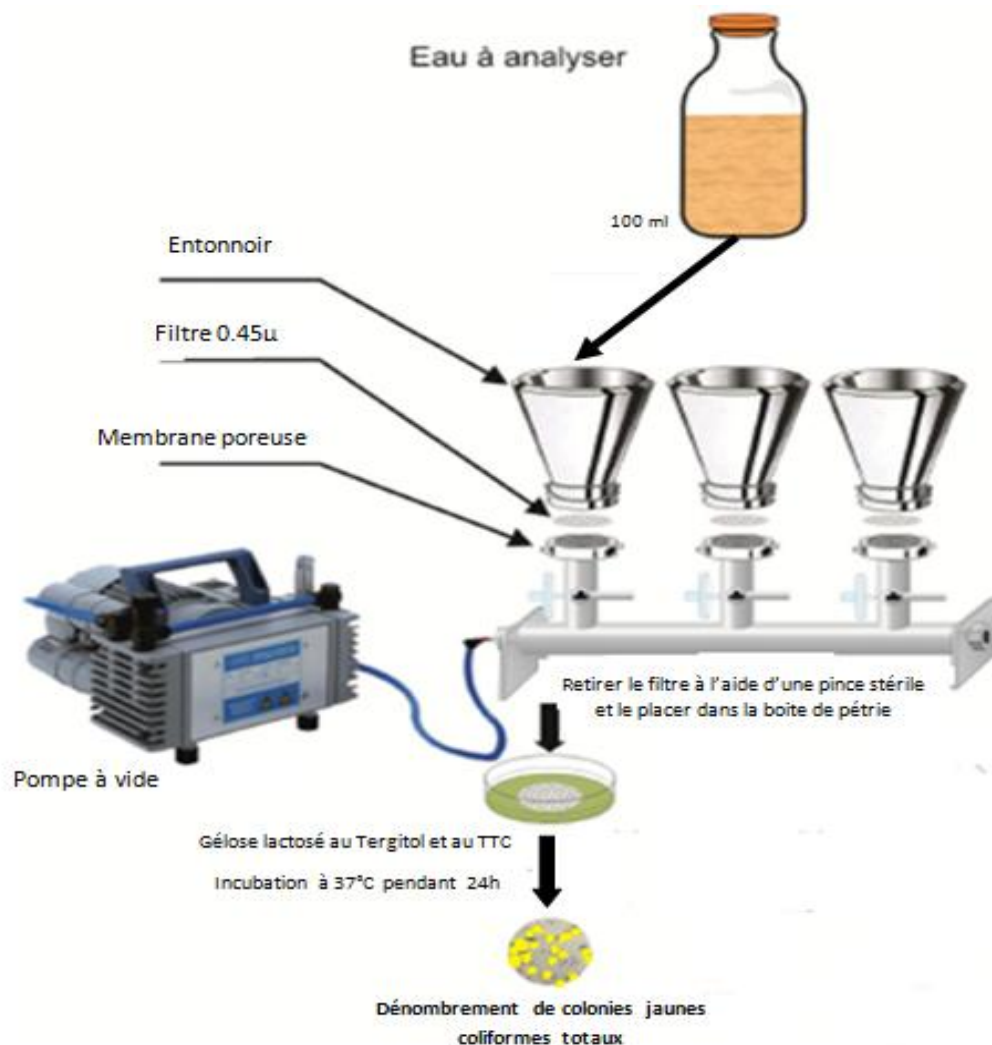 Eau à analyser
100 ml
Entonnoir
Filtre 0.45µ
Membrane poreuse
Retirer le filtre à l'aide d'une pince stérile
et le placer dans la boite de pétrie
Pompe à vide
Gélose lactosé au Tergitol et au TTC
Incubation à 37°C pendant 24h
Dénombrement de colonies jaunes
coliformes totaux